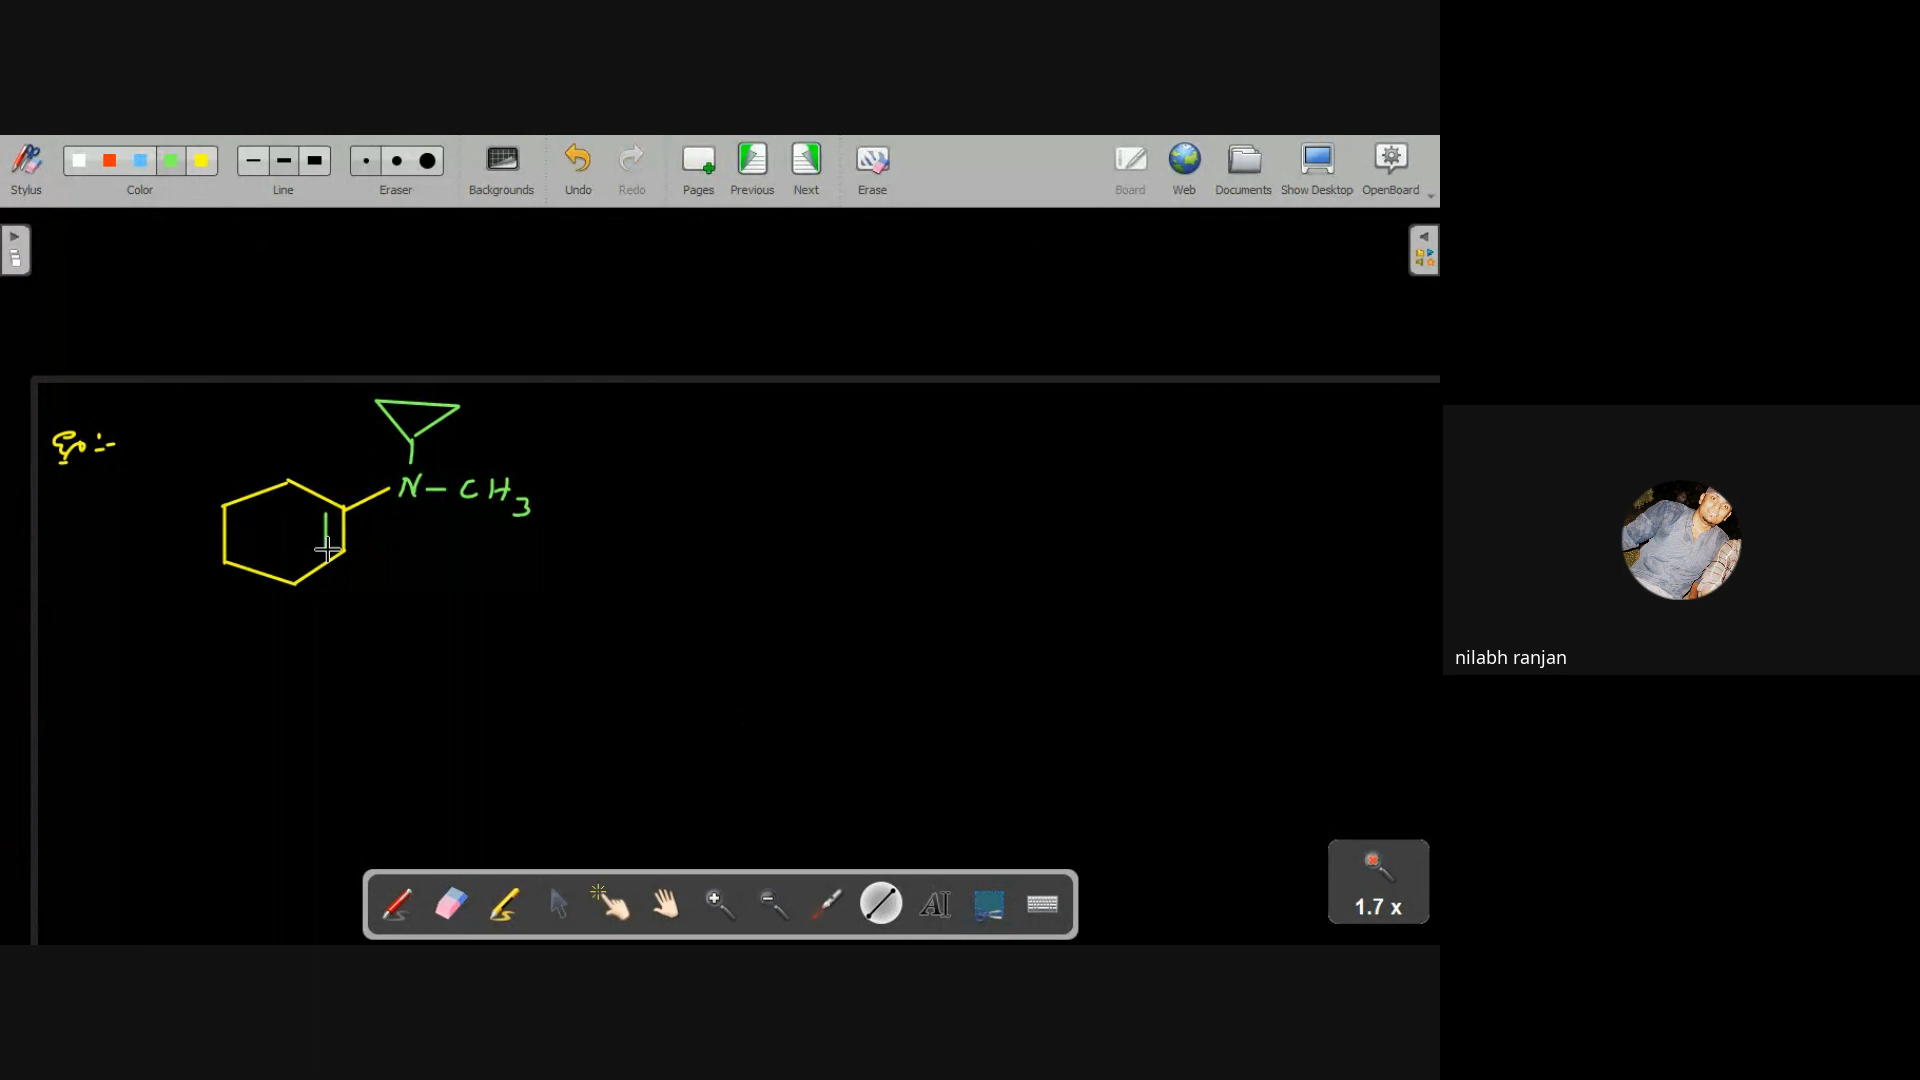 Stylus
Color
Line
Eraser
Backgrounds
Undo
Redo
Pages
Previous
Next
Erase
Board
Web
Documents
Show Desktop
OpenBoard
N — CH3
AI
1.7 x
nilabh ranjan